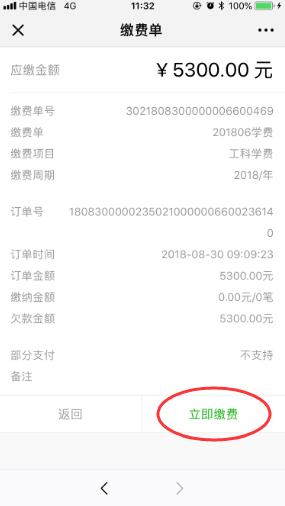 中国电信 4G 11:32 100%
缴费单
应缴金额 ￥5300.00 元
缴费单号 3021808300000006600469
缴费单 201806学费
缴费项目 工科学费
缴费周期 2018/年
订单号 18083000002350210000006600236140
订单时间 2018-08-30 09:09:23
订单金额 5300.00元
缴纳金额 0.00元/0笔
欠款金额 5300.00元
部分支付 不支持
备注
返回 立即缴费